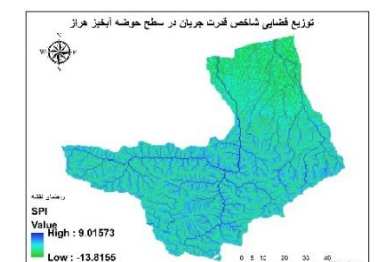 توزیع فضایی شاخص قدرت جریان در سطح حوضه آبخیز هراز
راهنمای نقشه
SPI
Value
High : 9.01573
Low : -13.8155
0 5 10 20 30 40